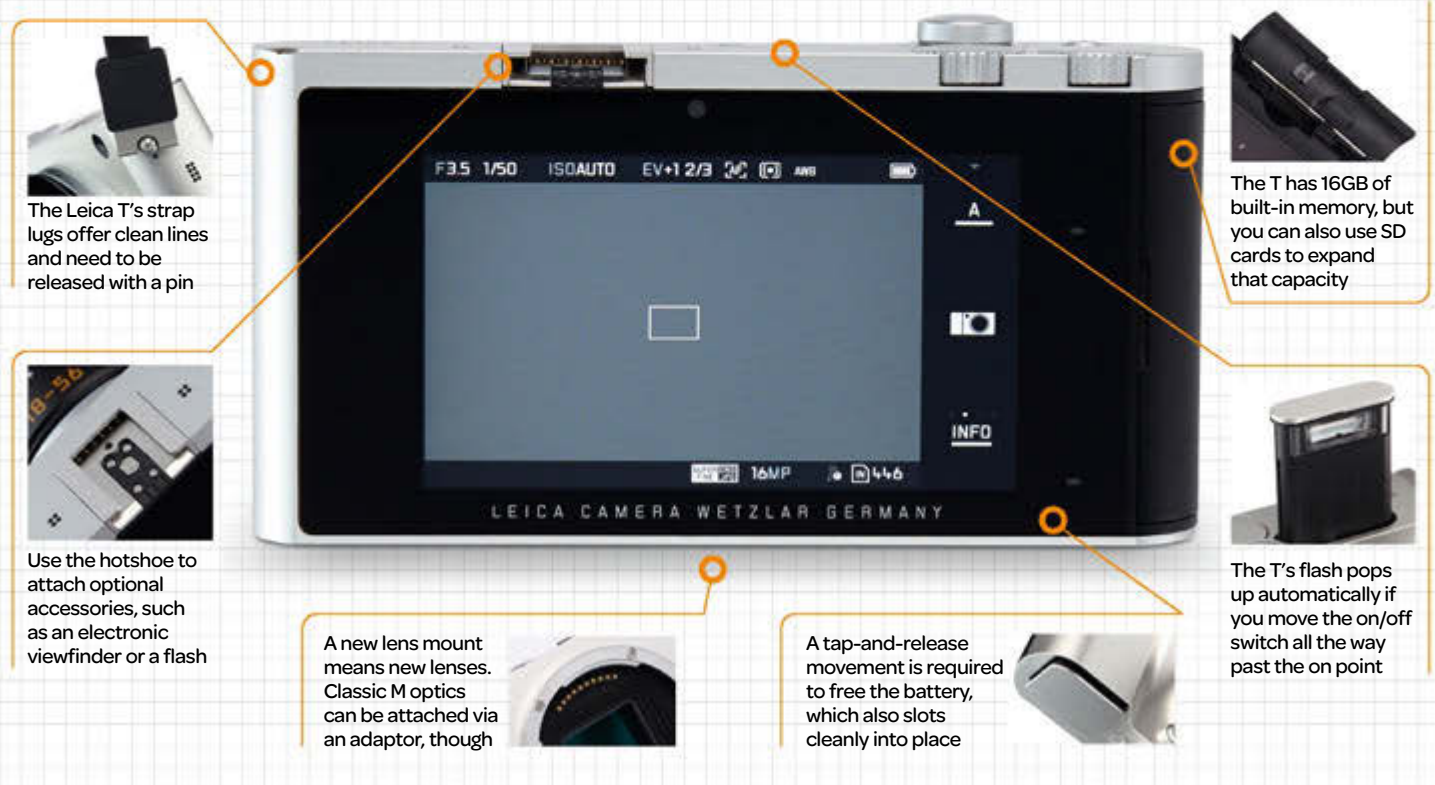 The Leica T's strap
lugs offer clean lines
and need to be
released with a pin
Use the hotshoe to
attach optional
accessories, such
as an electronic
viewfinder or a flash
18-56
F3.5 1/50 ISOAUTO EV+1 2/3 AWB
A
INFO
16MP IN 446
LEICA CAMERA WETZLAR GERMANY
A new lens mount
means new lenses.
Classic M optics
can be attached via
an adaptor, though
A tap-and-release
movement is required
to free the battery,
which also slots
cleanly into place
The T has 16GB of
built-in memory, but
you can also use SD
cards to expand
that capacity
The T's flash pops
up automatically if
you move the on/off
switch all the way
past the on point